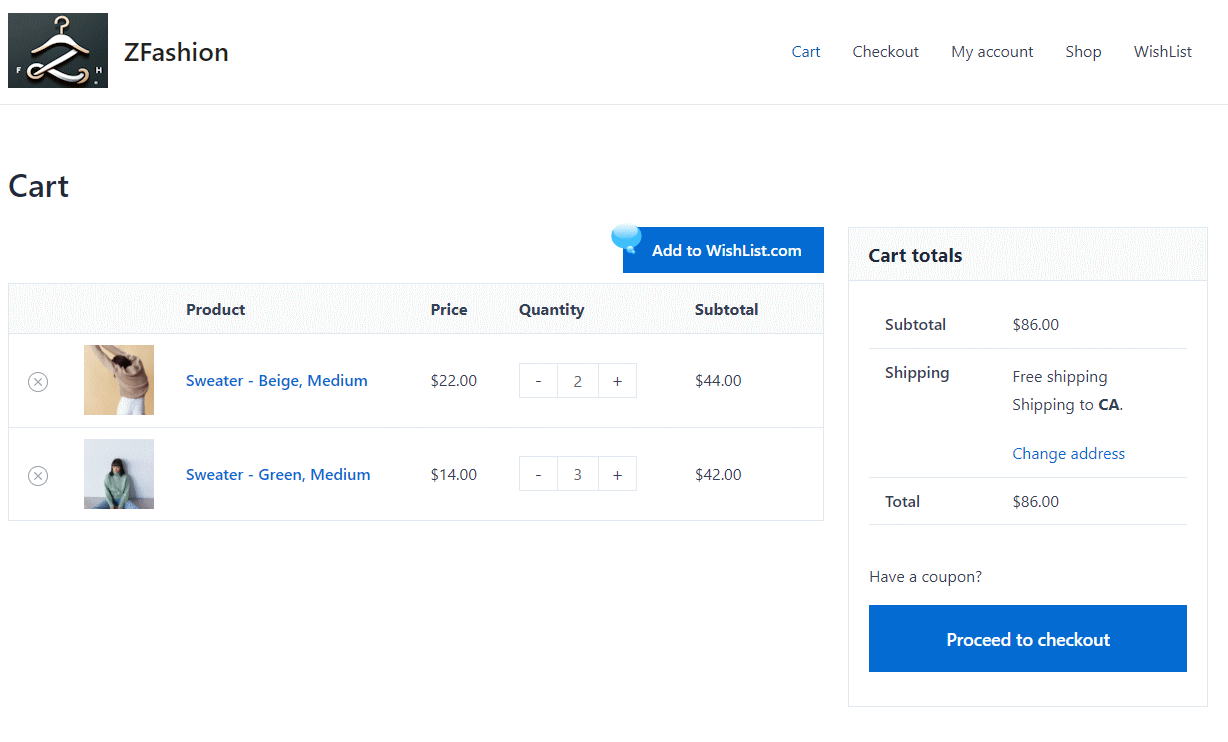 F H
ZFashion
Cart Checkout My account Shop WishList
Cart
Add to WishList.com
Product Price Quantity Subtotal
Sweater - Beige, Medium $22.00 - 2 + $44.00
Sweater - Green, Medium $14.00 - 3 + $42.00
Cart totals
Subtotal $86.00
Shipping Free shipping
Shipping to CA.
Change address
Total $86.00
Have a coupon?
Proceed to checkout